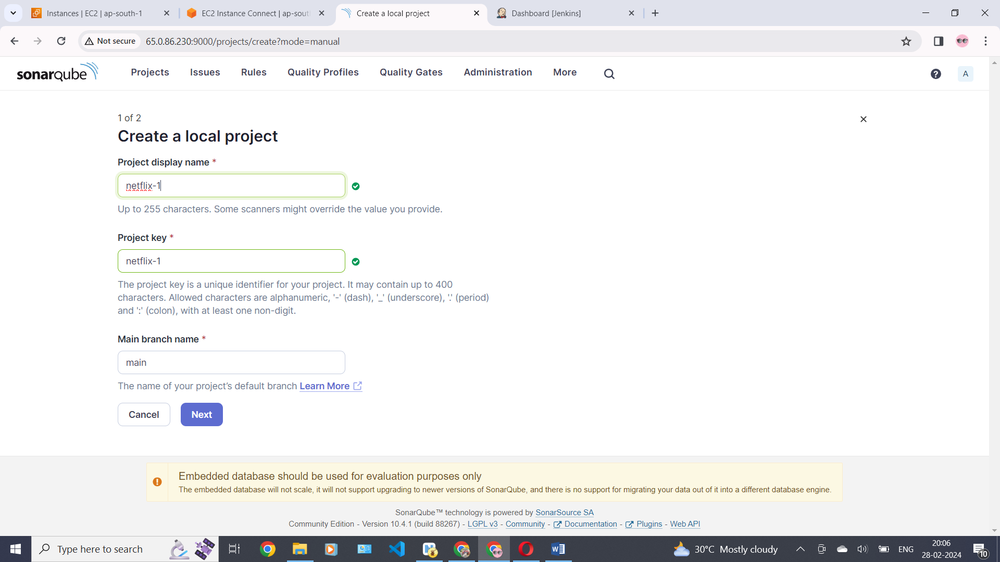 Instances | EC2 | ap-south-1
EC2 Instance Connect | ap-sout
Create a local project
Dashboard [Jenkins]
Not secure
65.0.86.230:9000/projects/create?mode=manual
sonarqube
Projects
Issues
Rules
Quality Profiles
Quality Gates
Administration
More
?
A
1 of 2
Create a local project
Project display name *
netflix-1
Up to 255 characters. Some scanners might override the value you provide.
Project key *
netflix-1
The project key is a unique identifier for your project. It may contain up to 400
characters. Allowed characters are alphanumeric, '-' (dash), '_' (underscore), '.' (period)
and ':' (colon), with at least one non-digit.
Main branch name *
main
The name of your project’s default branch Learn More
Cancel
Next
Embedded database should be used for evaluation purposes only
The embedded database will not scale, it will not support upgrading to newer versions of SonarQube, and there is no support for migrating your data out of it into a different database engine.
SonarQube™ technology is powered by SonarSource SA
Community Edition - Version 10.4.1 (build 88267) - LGPL v3 - Community - Documentation - Plugins - Web API
Type here to search
30°C Mostly cloudy
ENG
20:06
28-02-2024
10